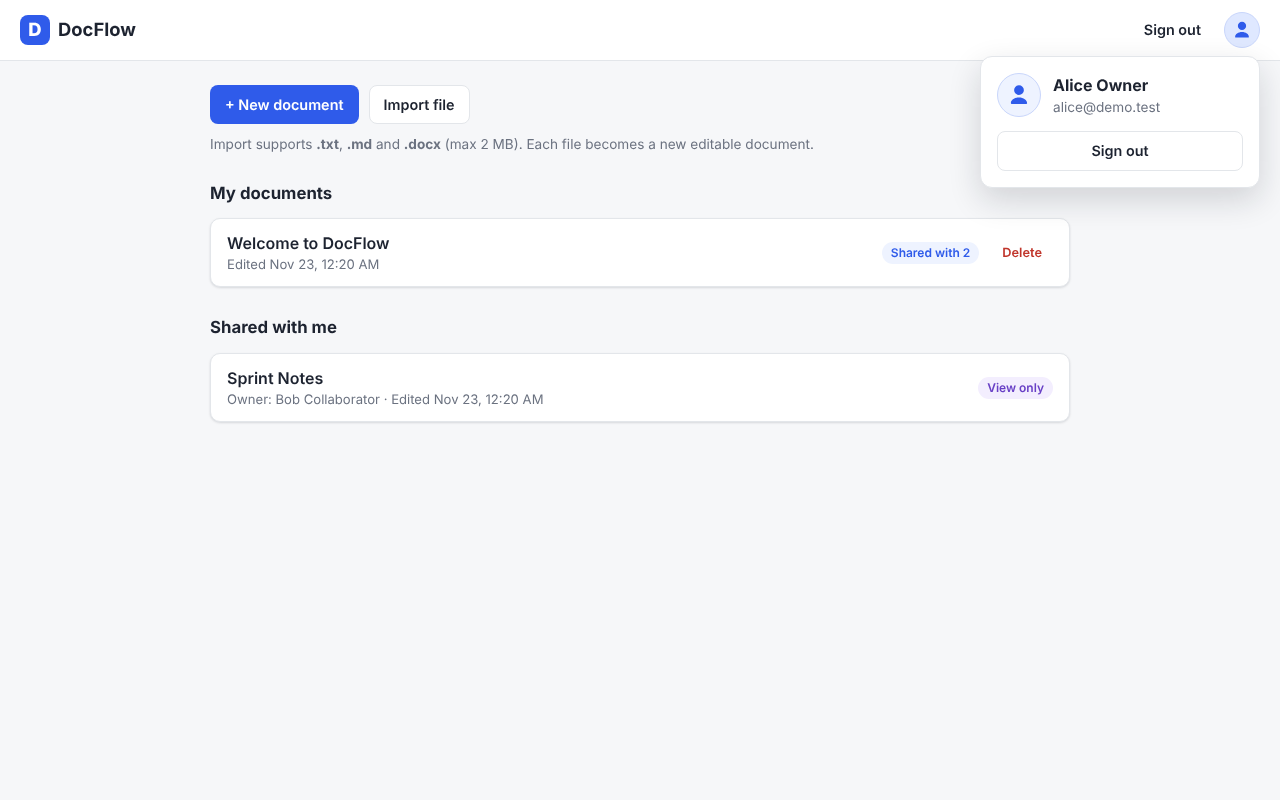 D DocFlow
Sign out
Alice Owner
alice@demo.test
Sign out
+ New document
Import file
Import supports .txt, .md and .docx (max 2 MB). Each file becomes a new editable document.
My documents
Welcome to DocFlow
Edited Nov 23, 12:20 AM
Shared with 2
Delete
Shared with me
Sprint Notes
Owner: Bob Collaborator · Edited Nov 23, 12:20 AM
View only